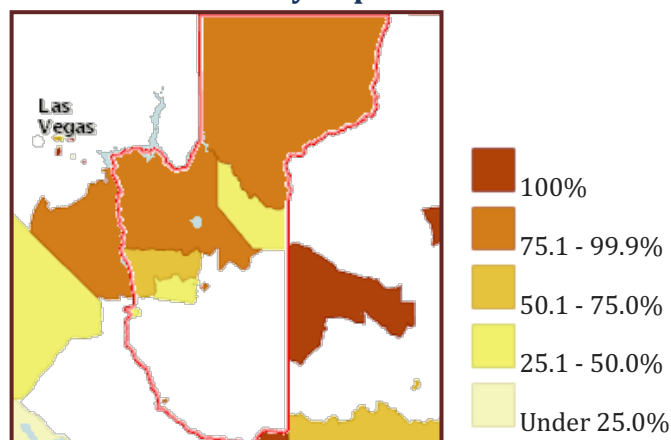 Las
Vegas
100%
75.1 - 99.9%
50.1 - 75.0%
25.1 - 50.0%
Under 25.0%